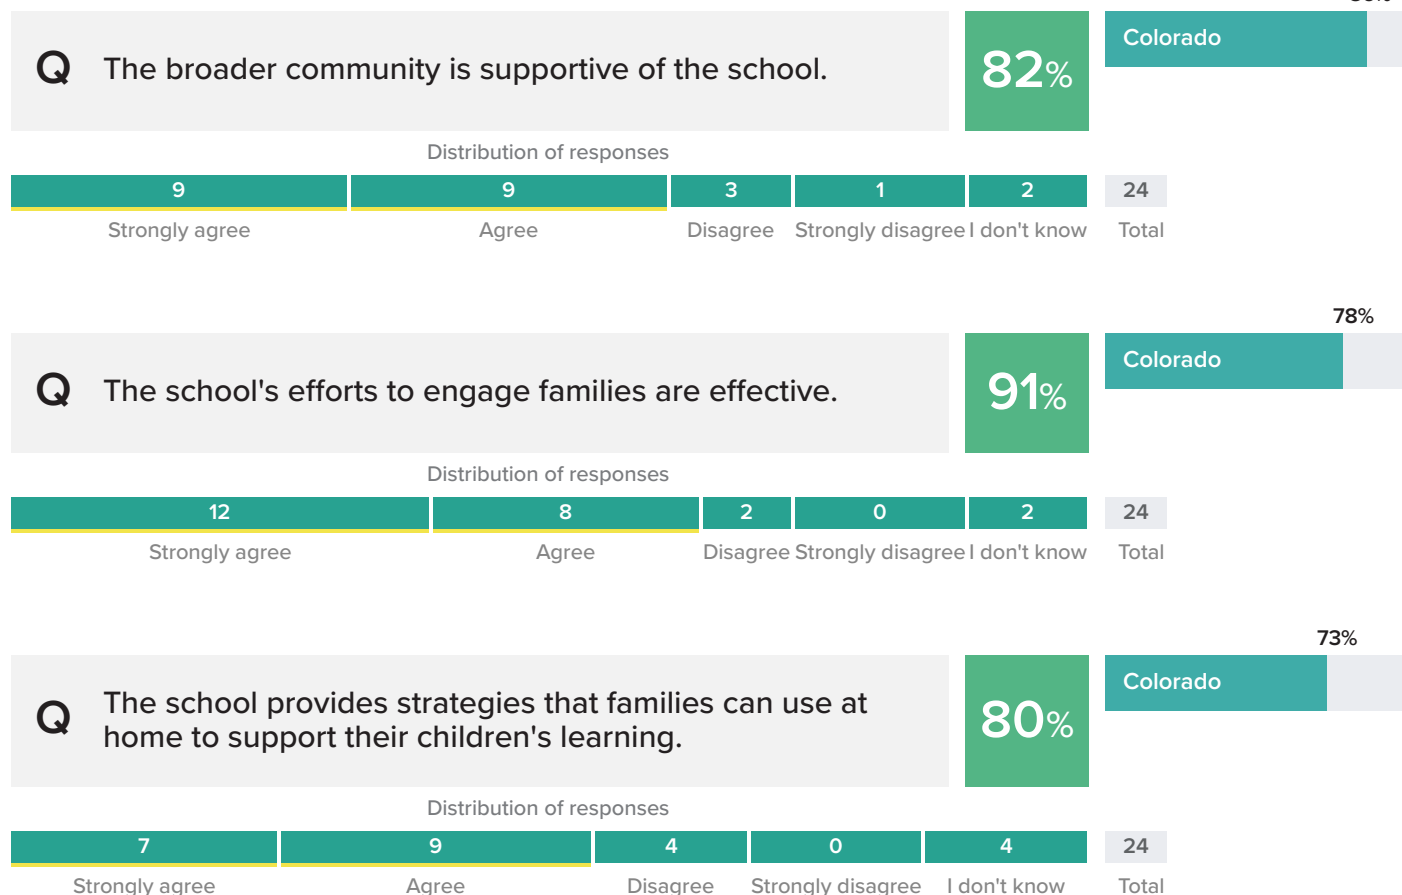 Q The broader community is supportive of the school.
82%
Colorado
Distribution of responses
9 9 3 1 2 24
Strongly agree Agree Disagree Strongly disagree I don't know Total
78%
Q The school's efforts to engage families are effective.
91%
Colorado
Distribution of responses
12 8 2 0 2 24
Strongly agree Agree Disagree Strongly disagree I don't know Total
73%
Q The school provides strategies that families can use at
home to support their children's learning.
80%
Colorado
Distribution of responses
7 9 4 0 4 24
Strongly agree Agree Disagree Strongly disagree I don't know Total